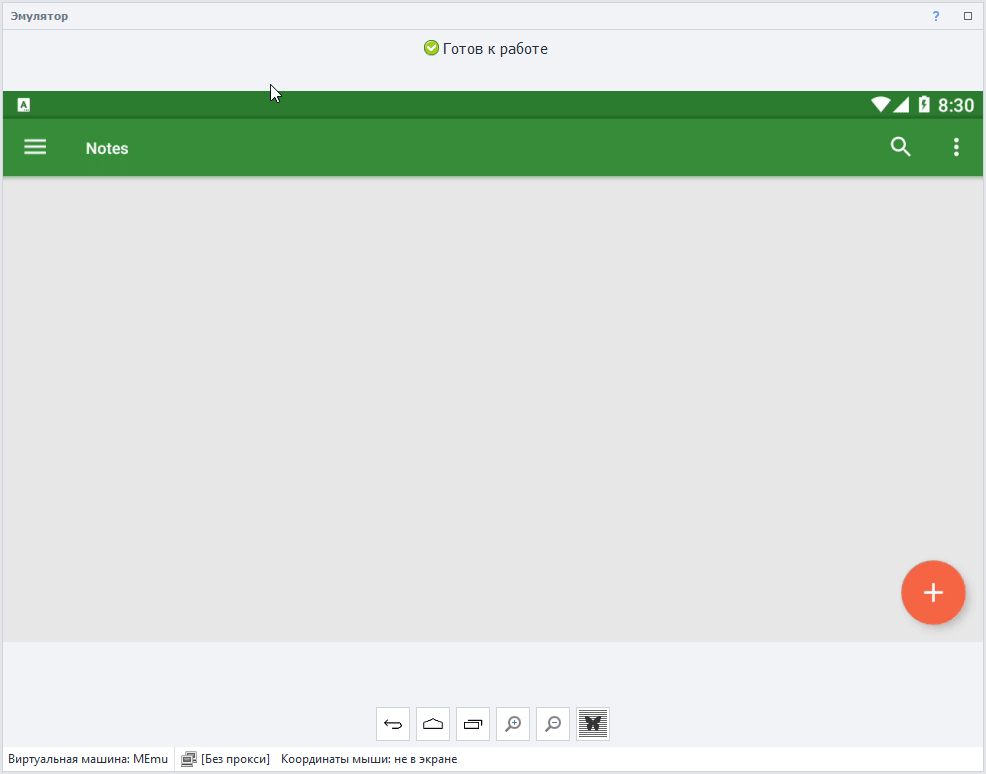 Эмулятор ?
Готов к работе
A 8:30
Notes
Виртуальная машина: MEmu [Без прокси] Координаты мыши: не в экране